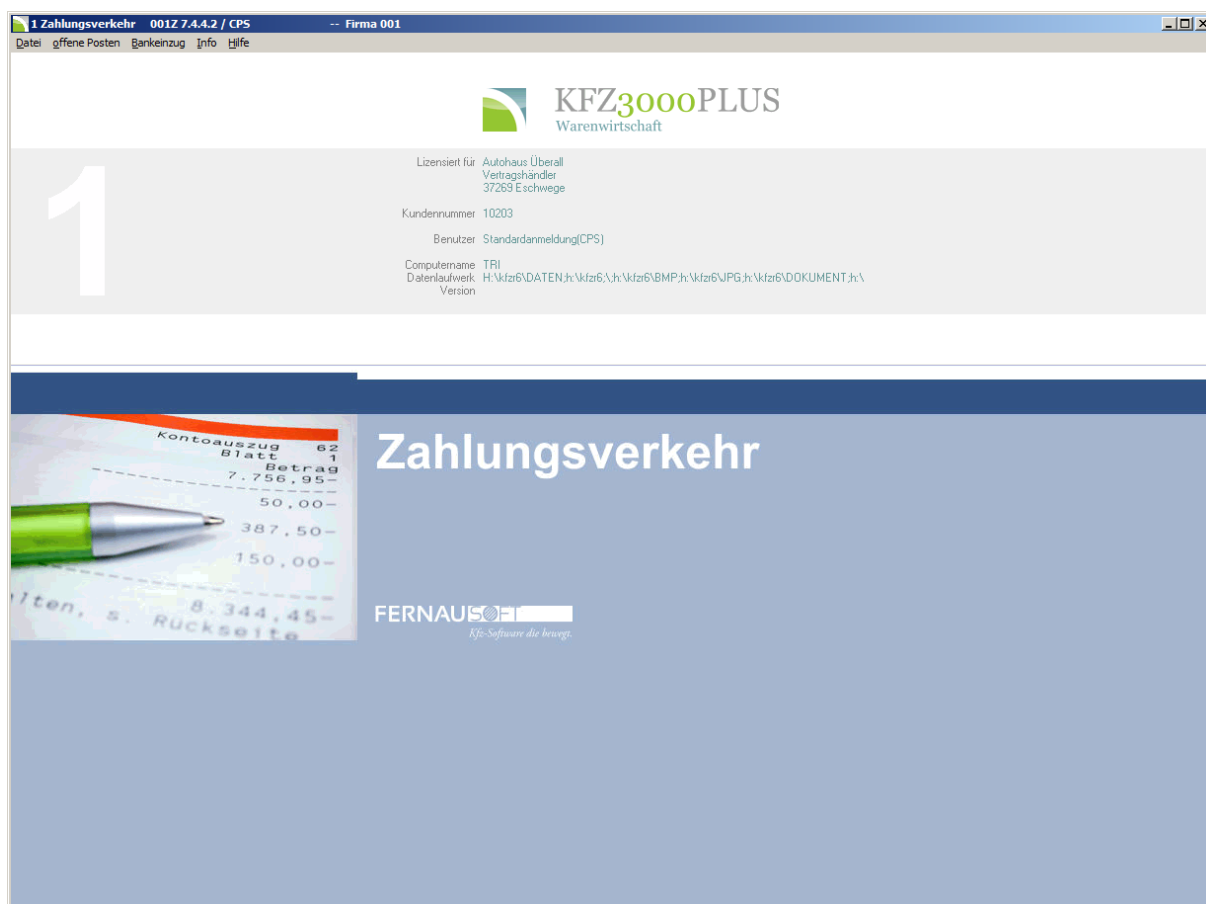 1 Zahlungsverkehr 001Z 7.4.4.2 / CPS -- Firma 001
Datei offene Posten Bankeinzug Info Hilfe
KFZ3000PLUS
Warenwirtschaft
1
Lizensiert für Autohaus Überall
Vertragshändler
37269 Eschwege
Kundennummer 10203
Benutzer Standardanmeldung(CPS)
Computername TRI
Datenlaufwerk H:\kfzr6\DATEN;h:\kfzr6;\;h:\kfzr6\BMP;h:\kfzr6\JPG;h:\kfzr6\DOKUMENT;h:\
Version
Kontoauszug 62
Blatt 1
Betrag
7.756,95-
50,00-
387,50-
150,00-
8.344,45-
lten, s. Rückseite
Zahlungsverkehr
FERNAUSOFT
Kfz-Software die bewegt.